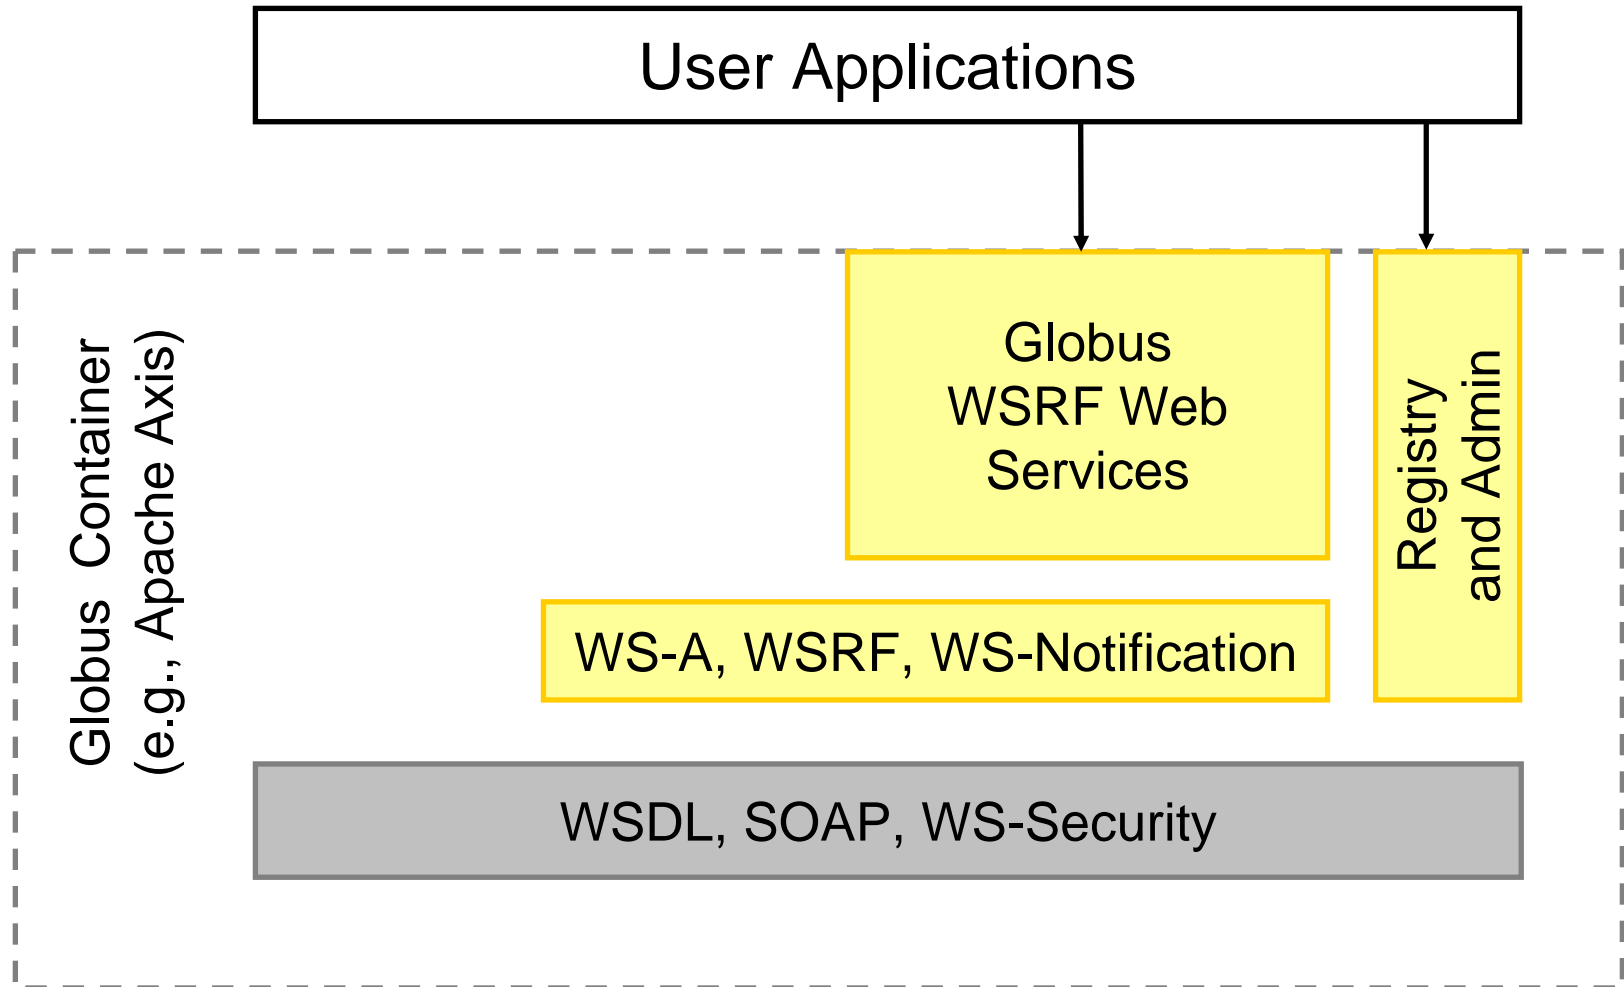 User Applications
Globus Container
(e.g., Apache Axis)
Globus
WSRF Web
Services
Registry
and Admin
WS-A, WSRF, WS-Notification
WSDL, SOAP, WS-Security